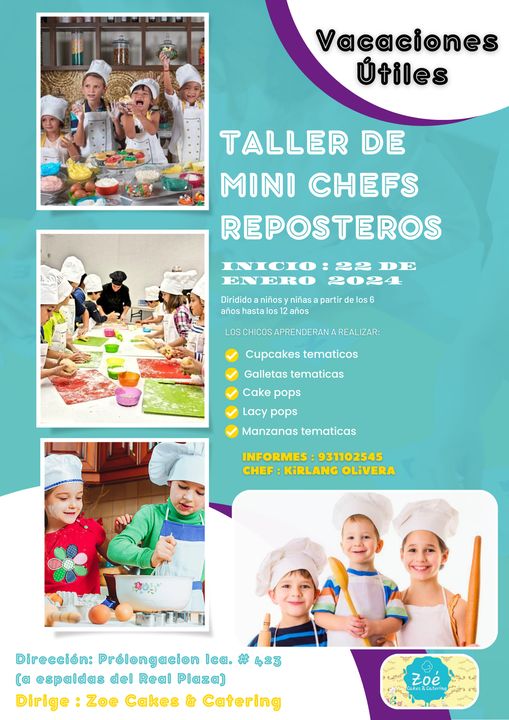 Vacaciones
Útiles
TALLER DE
MINI CHEFS
REPOSTEROS
INICIO : 22 DE
ENERO 2024
Diridido a niños y niñas a partir de los 6
años hasta los 12 años
LOS CHICOS APRENDERAN A REALIZAR:
Cupcakes tematicos
Galletas tematicas
Cake pops
Lacy pops
Manzanas tematicas
INFORMES : 931102545
CHEF : KiRLANG OLiVERA
Dirección: Prólongacion Ica. # 423
(a espaldas del Real Plaza)
Dirige : Zoe Cakes & Catering
Zoé
Cakes & Catering